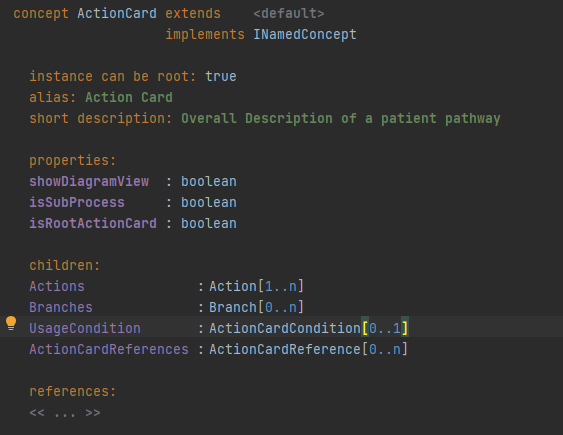 concept ActionCard extends    <default>
                   implements INamedConcept
  instance can be root: true
  alias: Action Card
  short description: Overall Description of a patient pathway
  properties:
  showDiagramView  : boolean
  isSubProcess     : boolean
  isRootActionCard : boolean
  children:
  Actions              : Action[1..n]
  Branches             : Branch[0..n]
  UsageCondition       : ActionCardCondition[0..1]
  ActionCardReferences : ActionCardReference[0..n]
  references:
  << ... >>